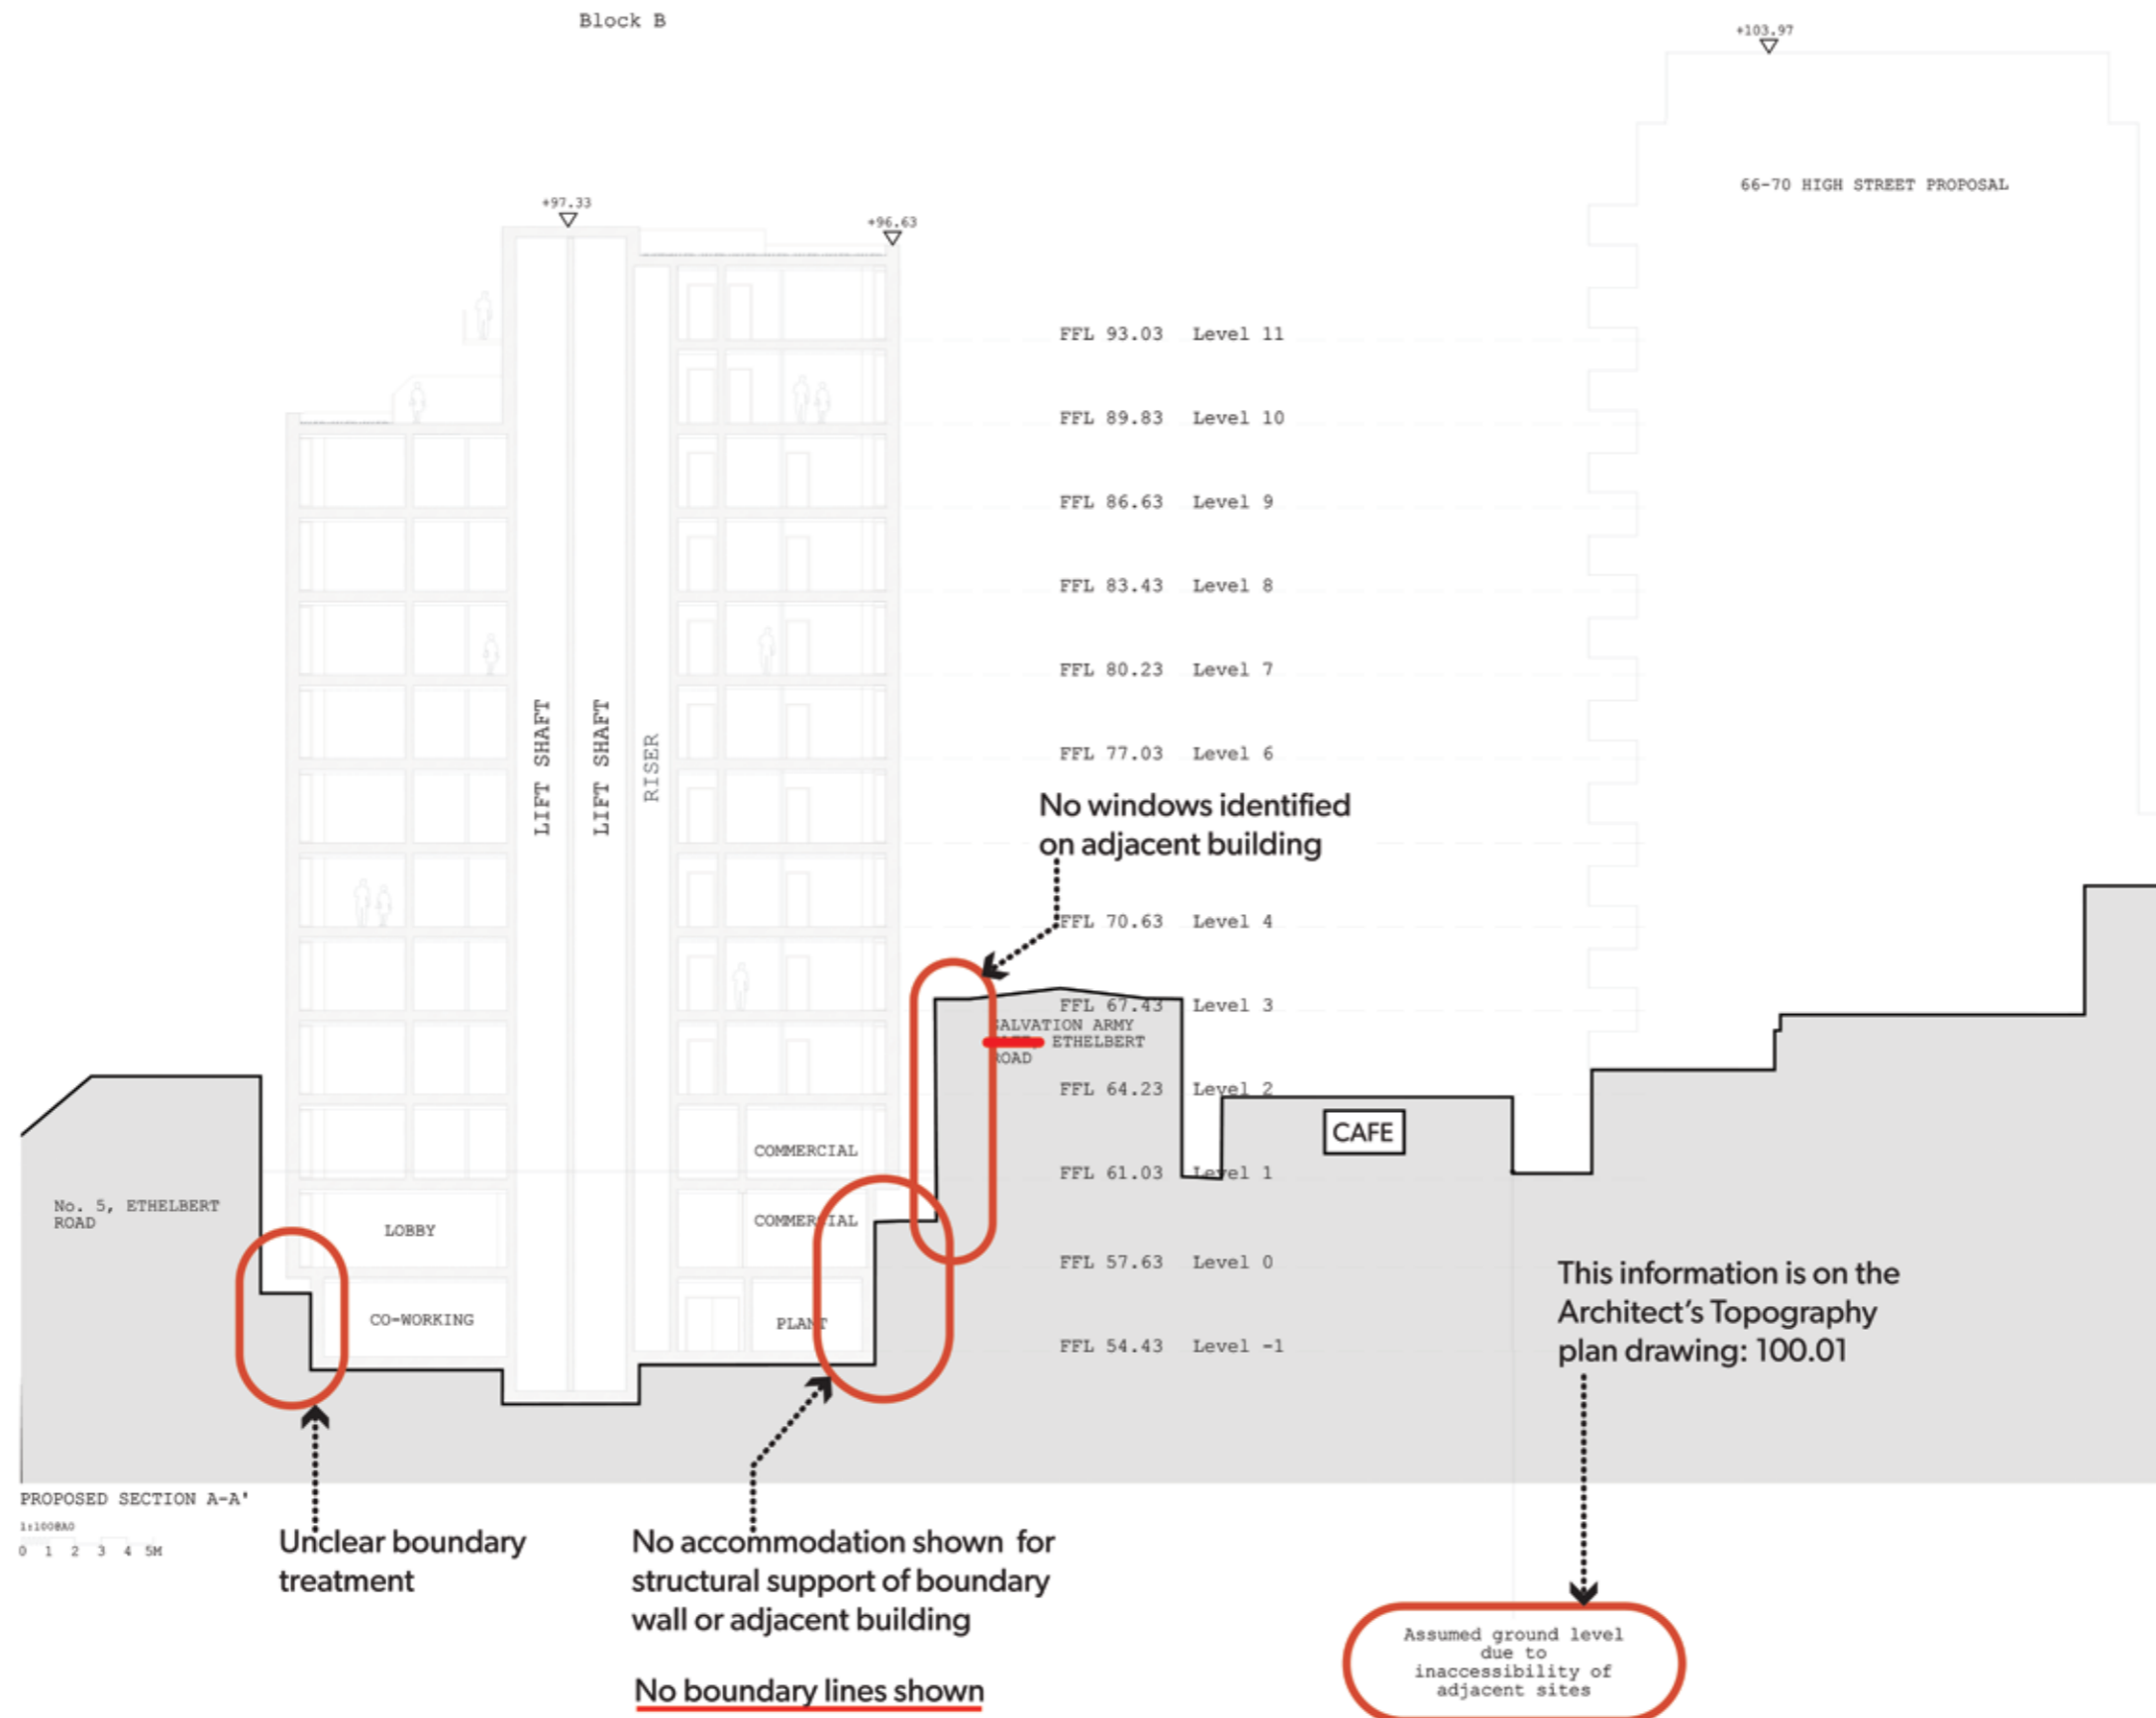 Block B
+103.97
66-70 HIGH STREET PROPOSAL
+97.33
+96.63
FFL 93.03 Level 11
FFL 89.83 Level 10
FFL 86.63 Level 9
FFL 83.43 Level 8
FFL 80.23 Level 7
FFL 77.03 Level 6
LIFT SHAFT
LIFT SHAFT
RISER
No windows identified
on adjacent building
FFL 70.63 Level 4
FFL 67.43 Level 3
SALVATION ARMY
ETHELBERT
ROAD
FFL 64.23 Level 2
CAFE
COMMERCIAL
FFL 61.03 Level 1
No. 5, ETHELBERT
ROAD
LOBBY
COMMERCIAL
FFL 57.63 Level 0
CO-WORKING
PLANT
FFL 54.43 Level -1
This information is on the
Architect's Topography
plan drawing: 100.01
PROPOSED SECTION A-A'
1:100@A0
0 1 2 3 4 5M
Unclear boundary
treatment
No accommodation shown for
structural support of boundary
wall or adjacent building
No boundary lines shown
Assumed ground level
due to
inaccessibility of
adjacent sites